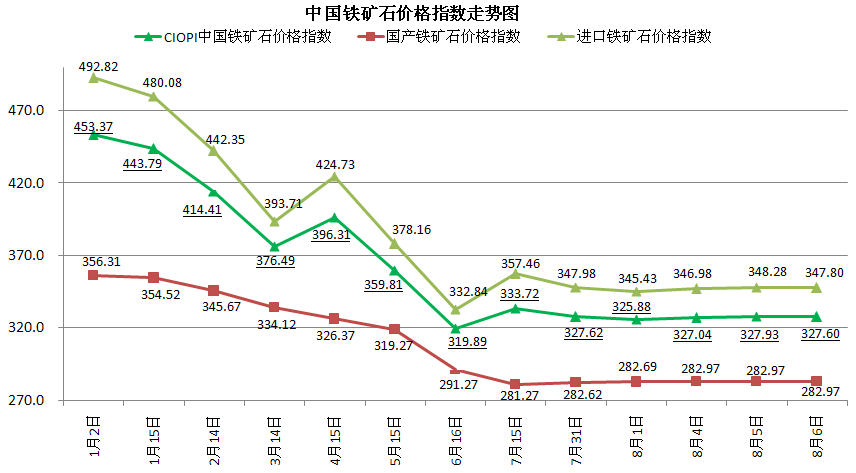 中国铁矿石价格指数走势图
CIOPI中国铁矿石价格指数 国产铁矿石价格指数 进口铁矿石价格指数
470.0
420.0
370.0
320.0
270.0
492.82 480.08 442.35 393.71 424.73 378.16 332.84 357.46 347.98 345.43 346.98 348.28 347.80
453.37 443.79 414.41 376.49 396.31 359.81 319.89 333.72 327.62 325.88 327.04 327.93 327.60
356.31 354.52 345.67 334.12 326.37 319.27 291.27 281.27 282.62 282.69 282.97 282.97 282.97
1月2日 1月15日 2月14日 3月14日 4月15日 5月15日 6月16日 7月15日 7月31日 8月1日 8月4日 8月5日 8月6日